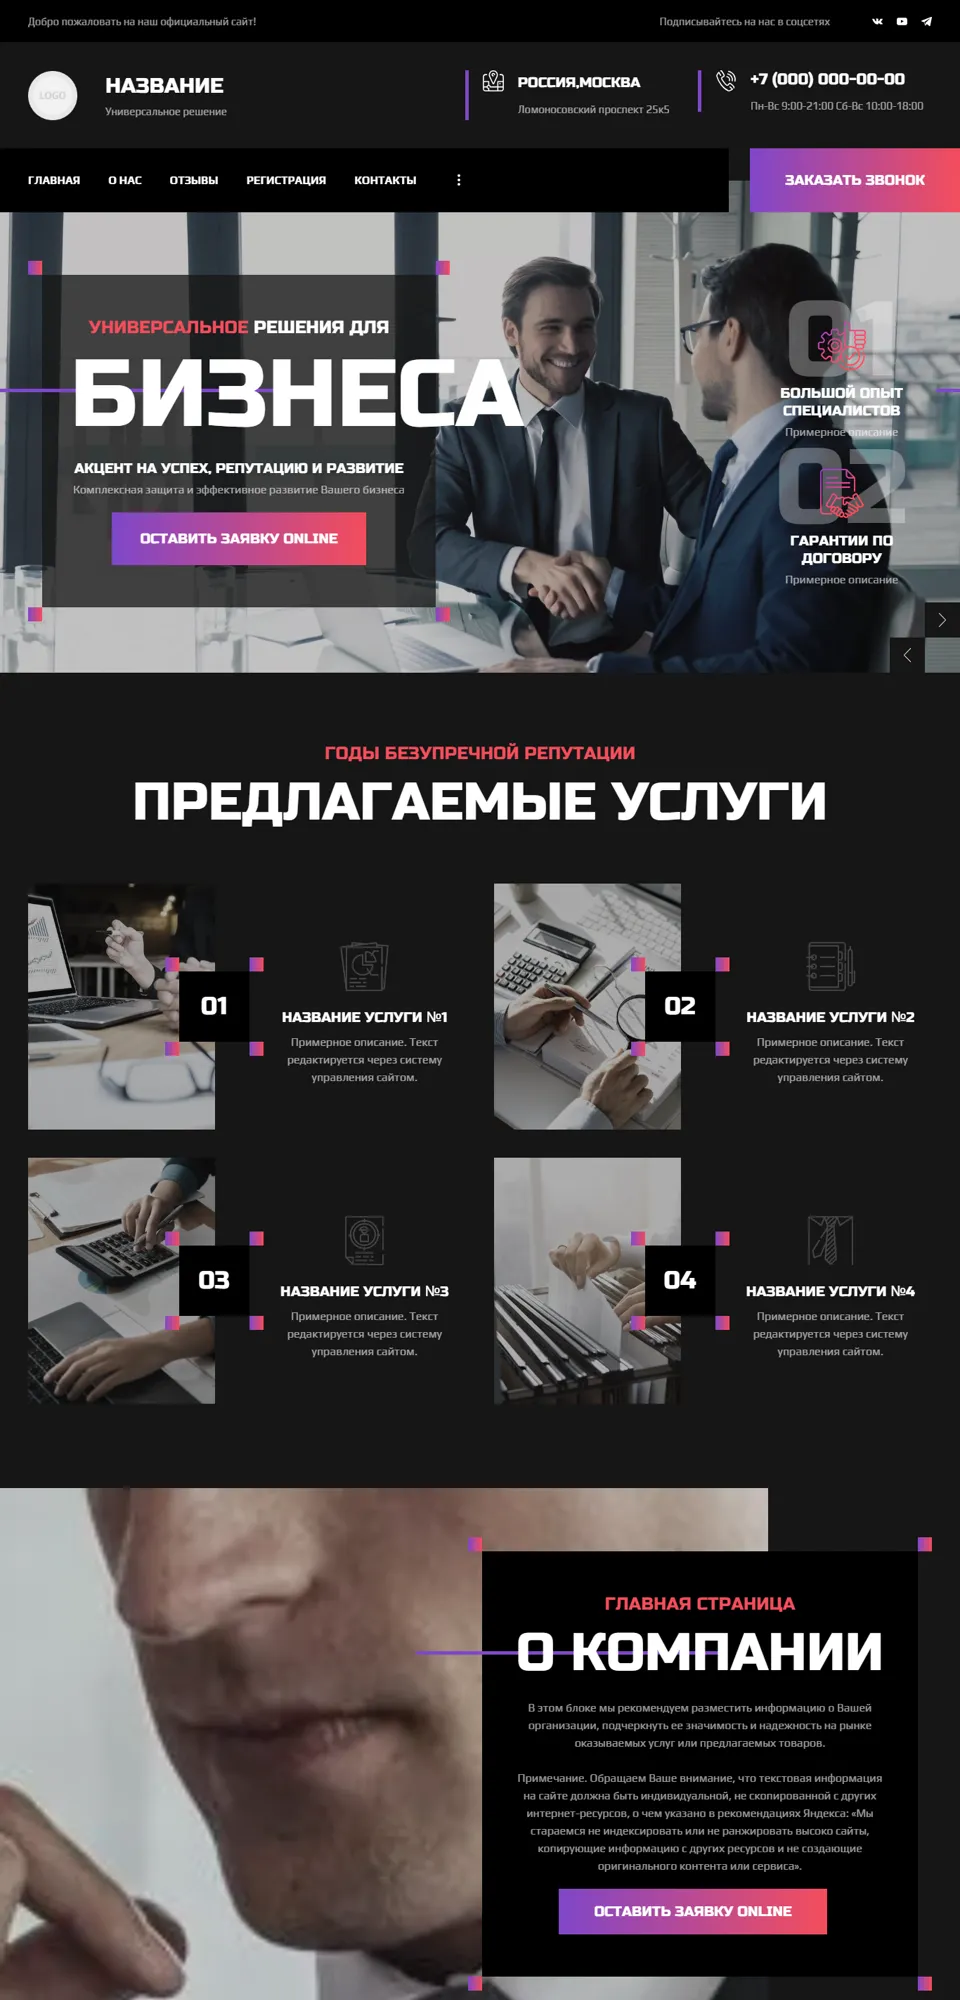 Добро пожаловать на наш официальный сайт!
Подписывайтесь на нас в соцсетях
LOGO
НАЗВАНИЕ
Универсальное решение
РОССИЯ,МОСКВА
Ломоносовский проспект 25к5
+7 (000) 000-00-00
Пн-Вс 9:00-21:00 Сб-Вс 10:00-18:00
ГЛАВНАЯ О НАС ОТЗЫВЫ РЕГИСТРАЦИЯ КОНТАКТЫ
ЗАКАЗАТЬ ЗВОНОК
УНИВЕРСАЛЬНОЕ РЕШЕНИЯ ДЛЯ
БИЗНЕСА
АКЦЕНТ НА УСПЕХ, РЕПУТАЦИЮ И РАЗВИТИЕ
Комплексная защита и эффективное развитие Вашего бизнеса
ОСТАВИТЬ ЗАЯВКУ ONLINE
01
БОЛЬШОЙ ОПЫТ
СПЕЦИАЛИСТОВ
Примерное описание
02
ГАРАНТИИ ПО
ДОГОВОРУ
Примерное описание
ГОДЫ БЕЗУПРЕЧНОЙ РЕПУТАЦИИ
ПРЕДЛАГАЕМЫЕ УСЛУГИ
01
НАЗВАНИЕ УСЛУГИ №1
Примерное описание. Текст
редактируется через систему
управления сайтом.
02
НАЗВАНИЕ УСЛУГИ №2
Примерное описание. Текст
редактируется через систему
управления сайтом.
03
НАЗВАНИЕ УСЛУГИ №3
Примерное описание. Текст
редактируется через систему
управления сайтом.
04
НАЗВАНИЕ УСЛУГИ №4
Примерное описание. Текст
редактируется через систему
управления сайтом.
ГЛАВНАЯ СТРАНИЦА
О КОМПАНИИ
В этом блоке мы рекомендуем разместить информацию о Вашей
организации, подчеркнуть ее значимость и надежность на рынке
оказываемых услуг или предлагаемых товаров.
Примечание. Обращаем Ваше внимание, что текстовая информация
на сайте должна быть индивидуальной, не скопированной с других
интернет-ресурсов, о чем указано в рекомендациях Яндекса: «Мы
стараемся не индексировать или не ранжировать высоко сайты,
копирующие информацию с других ресурсов и не создающие
оригинального контента или сервиса».
ОСТАВИТЬ ЗАЯВКУ ONLINE